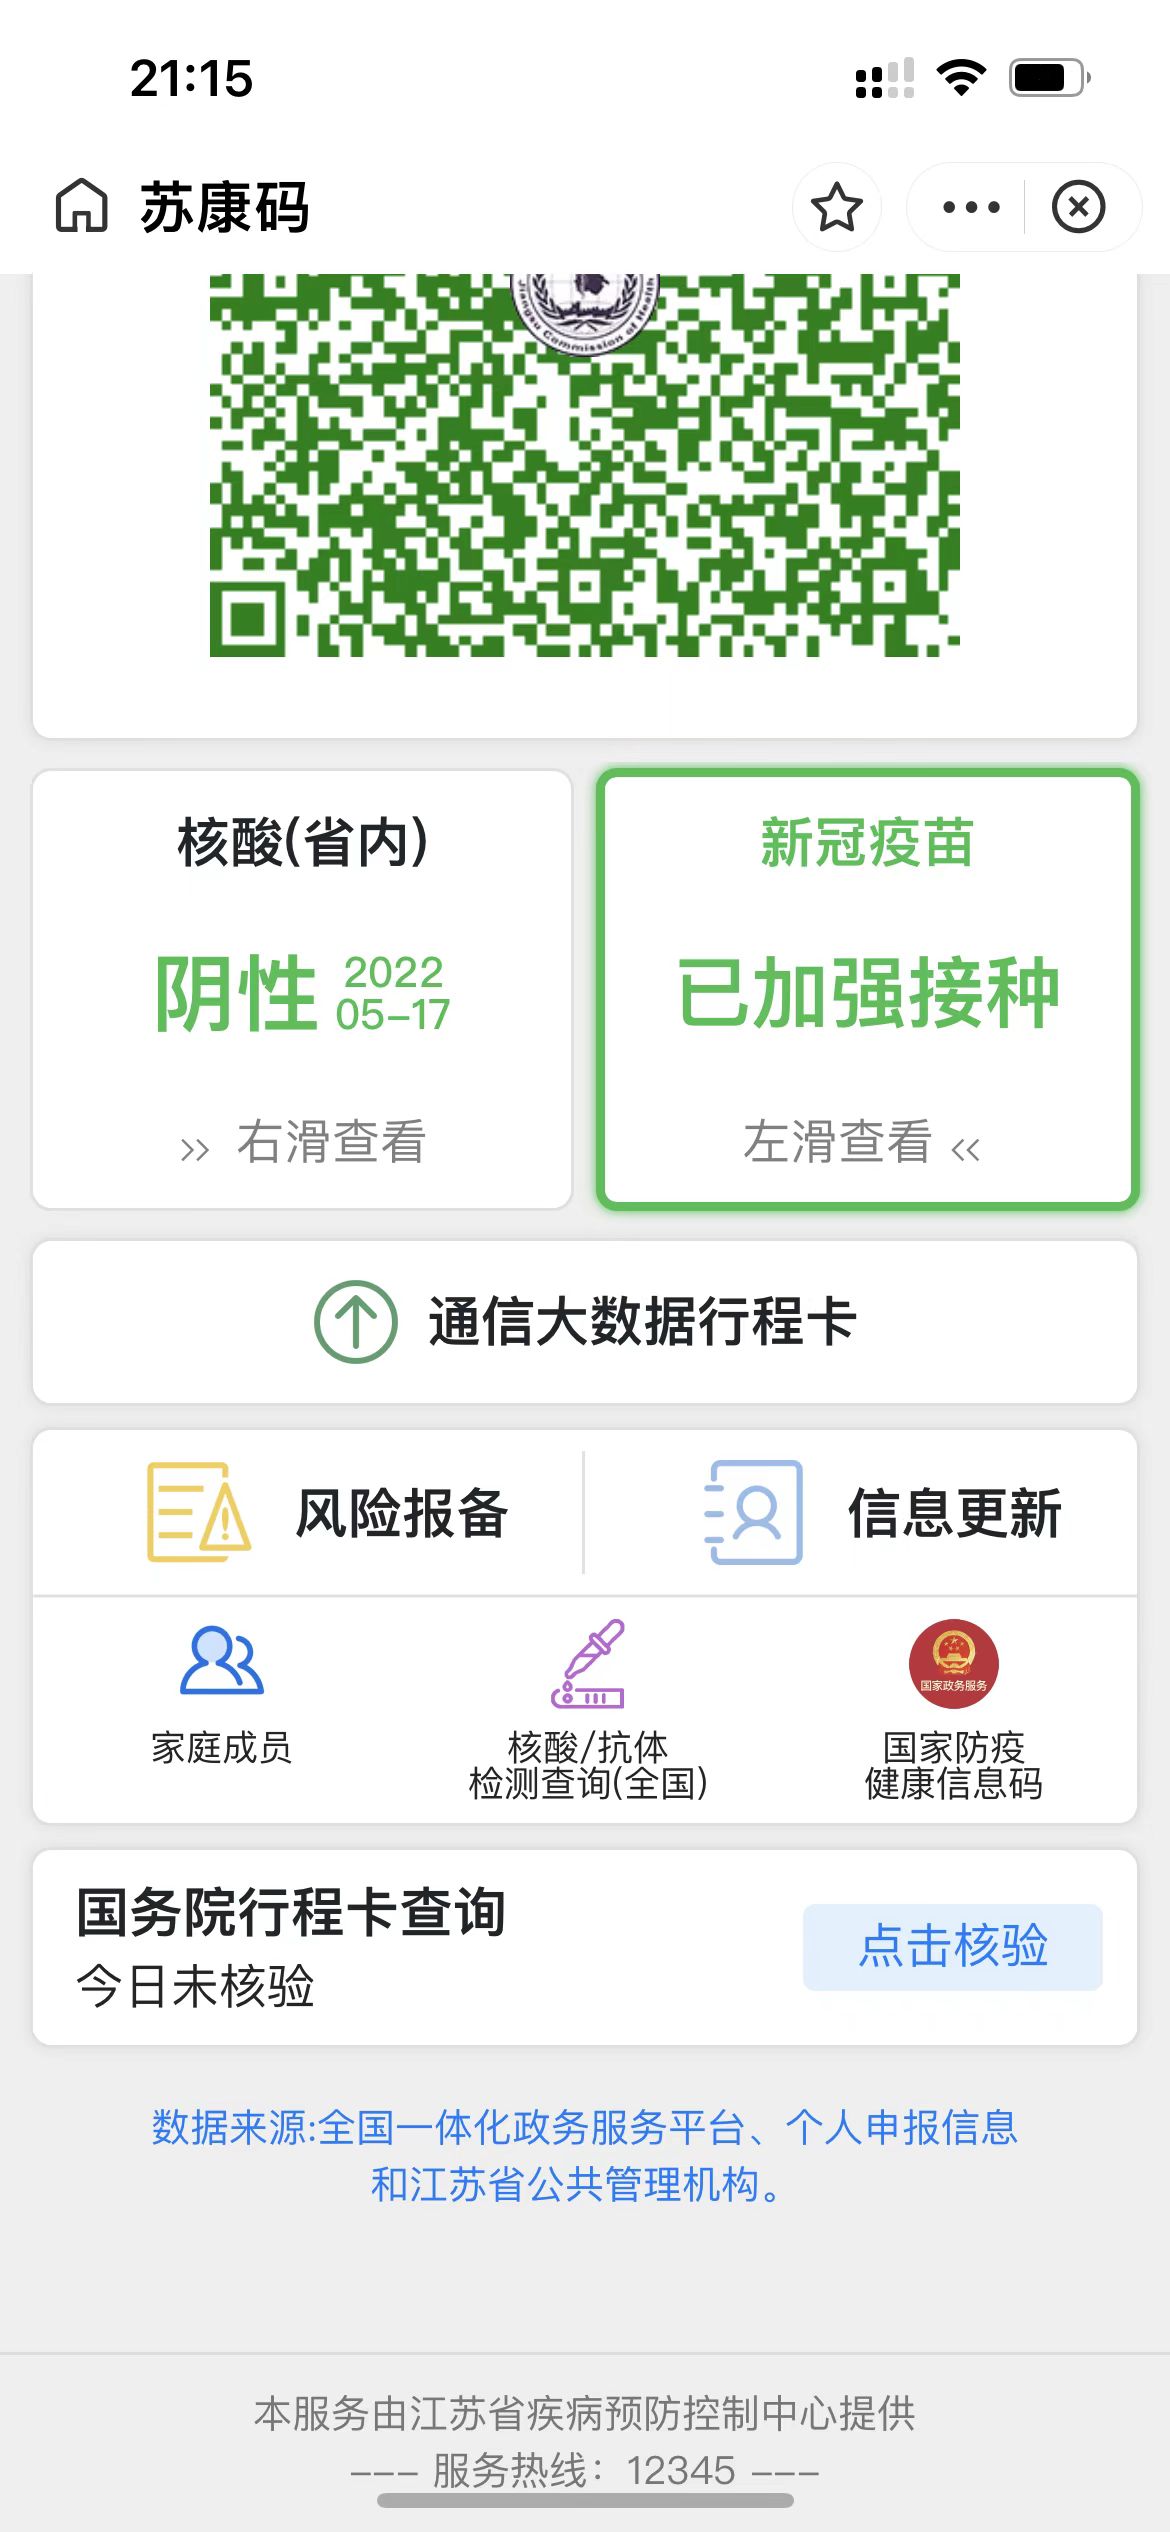 21:15
苏康码
Jiangsu Commission of Health
核酸(省内)
新冠疫苗
阴性 2022
05-17
已加强接种
>> 右滑查看
左滑查看 <<
通信大数据行程卡
风险报备
信息更新
国家政务服务
家庭成员
核酸/抗体
检测查询(全国)
国家防疫
健康信息码
国务院行程卡查询
今日未核验
点击核验
数据来源:全国一体化政务服务平台、个人申报信息
和江苏省公共管理机构。
本服务由江苏省疾病预防控制中心提供
--- 服务热线：12345 ---